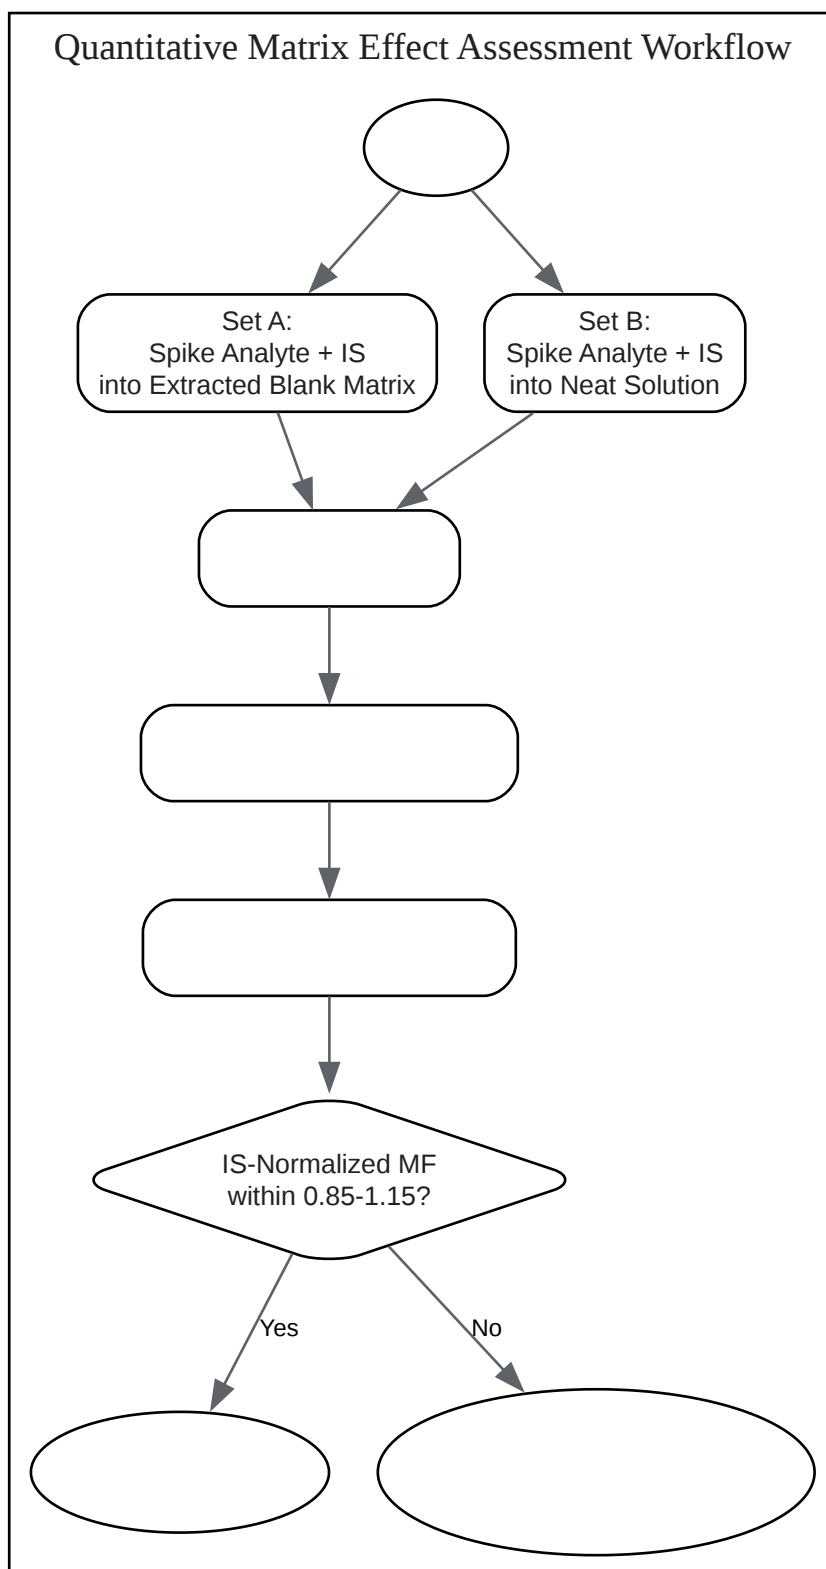 Quantitative Matrix Effect Assessment Workflow
Set A:
Spike Analyte + IS
into Extracted Blank Matrix
Set B:
Spike Analyte + IS
into Neat Solution
IS-Normalized MF
within 0.85-1.15?
Yes
No